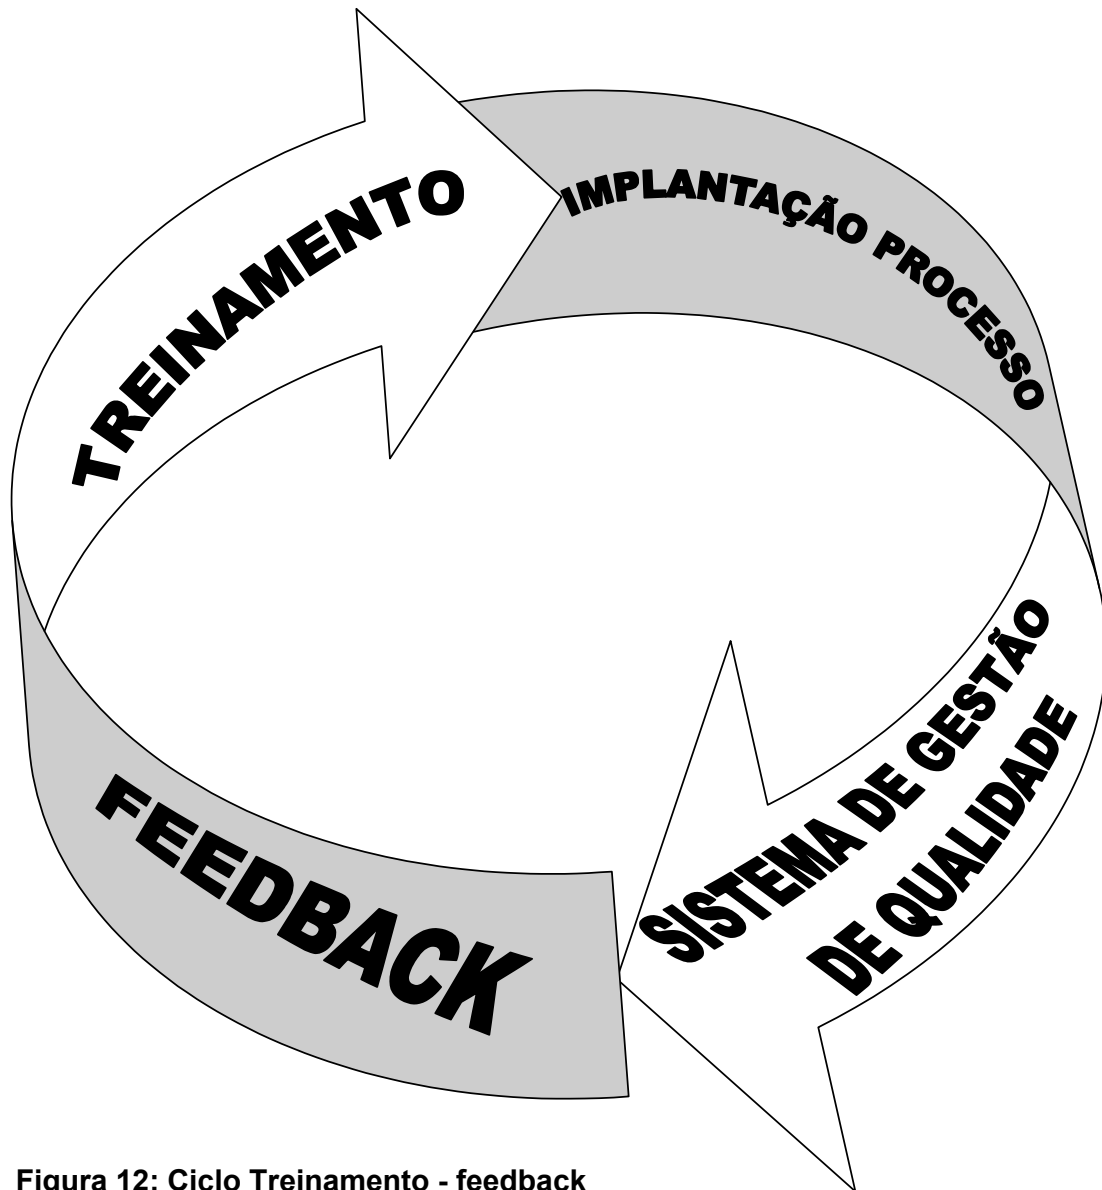 TREINAMENTO
IMPLANTAÇÃO PROCESSO
SISTEMA DE GESTÃO
DE QUALIDADE
FEEDBACK
Figura 12: Ciclo Treinamento - feedback